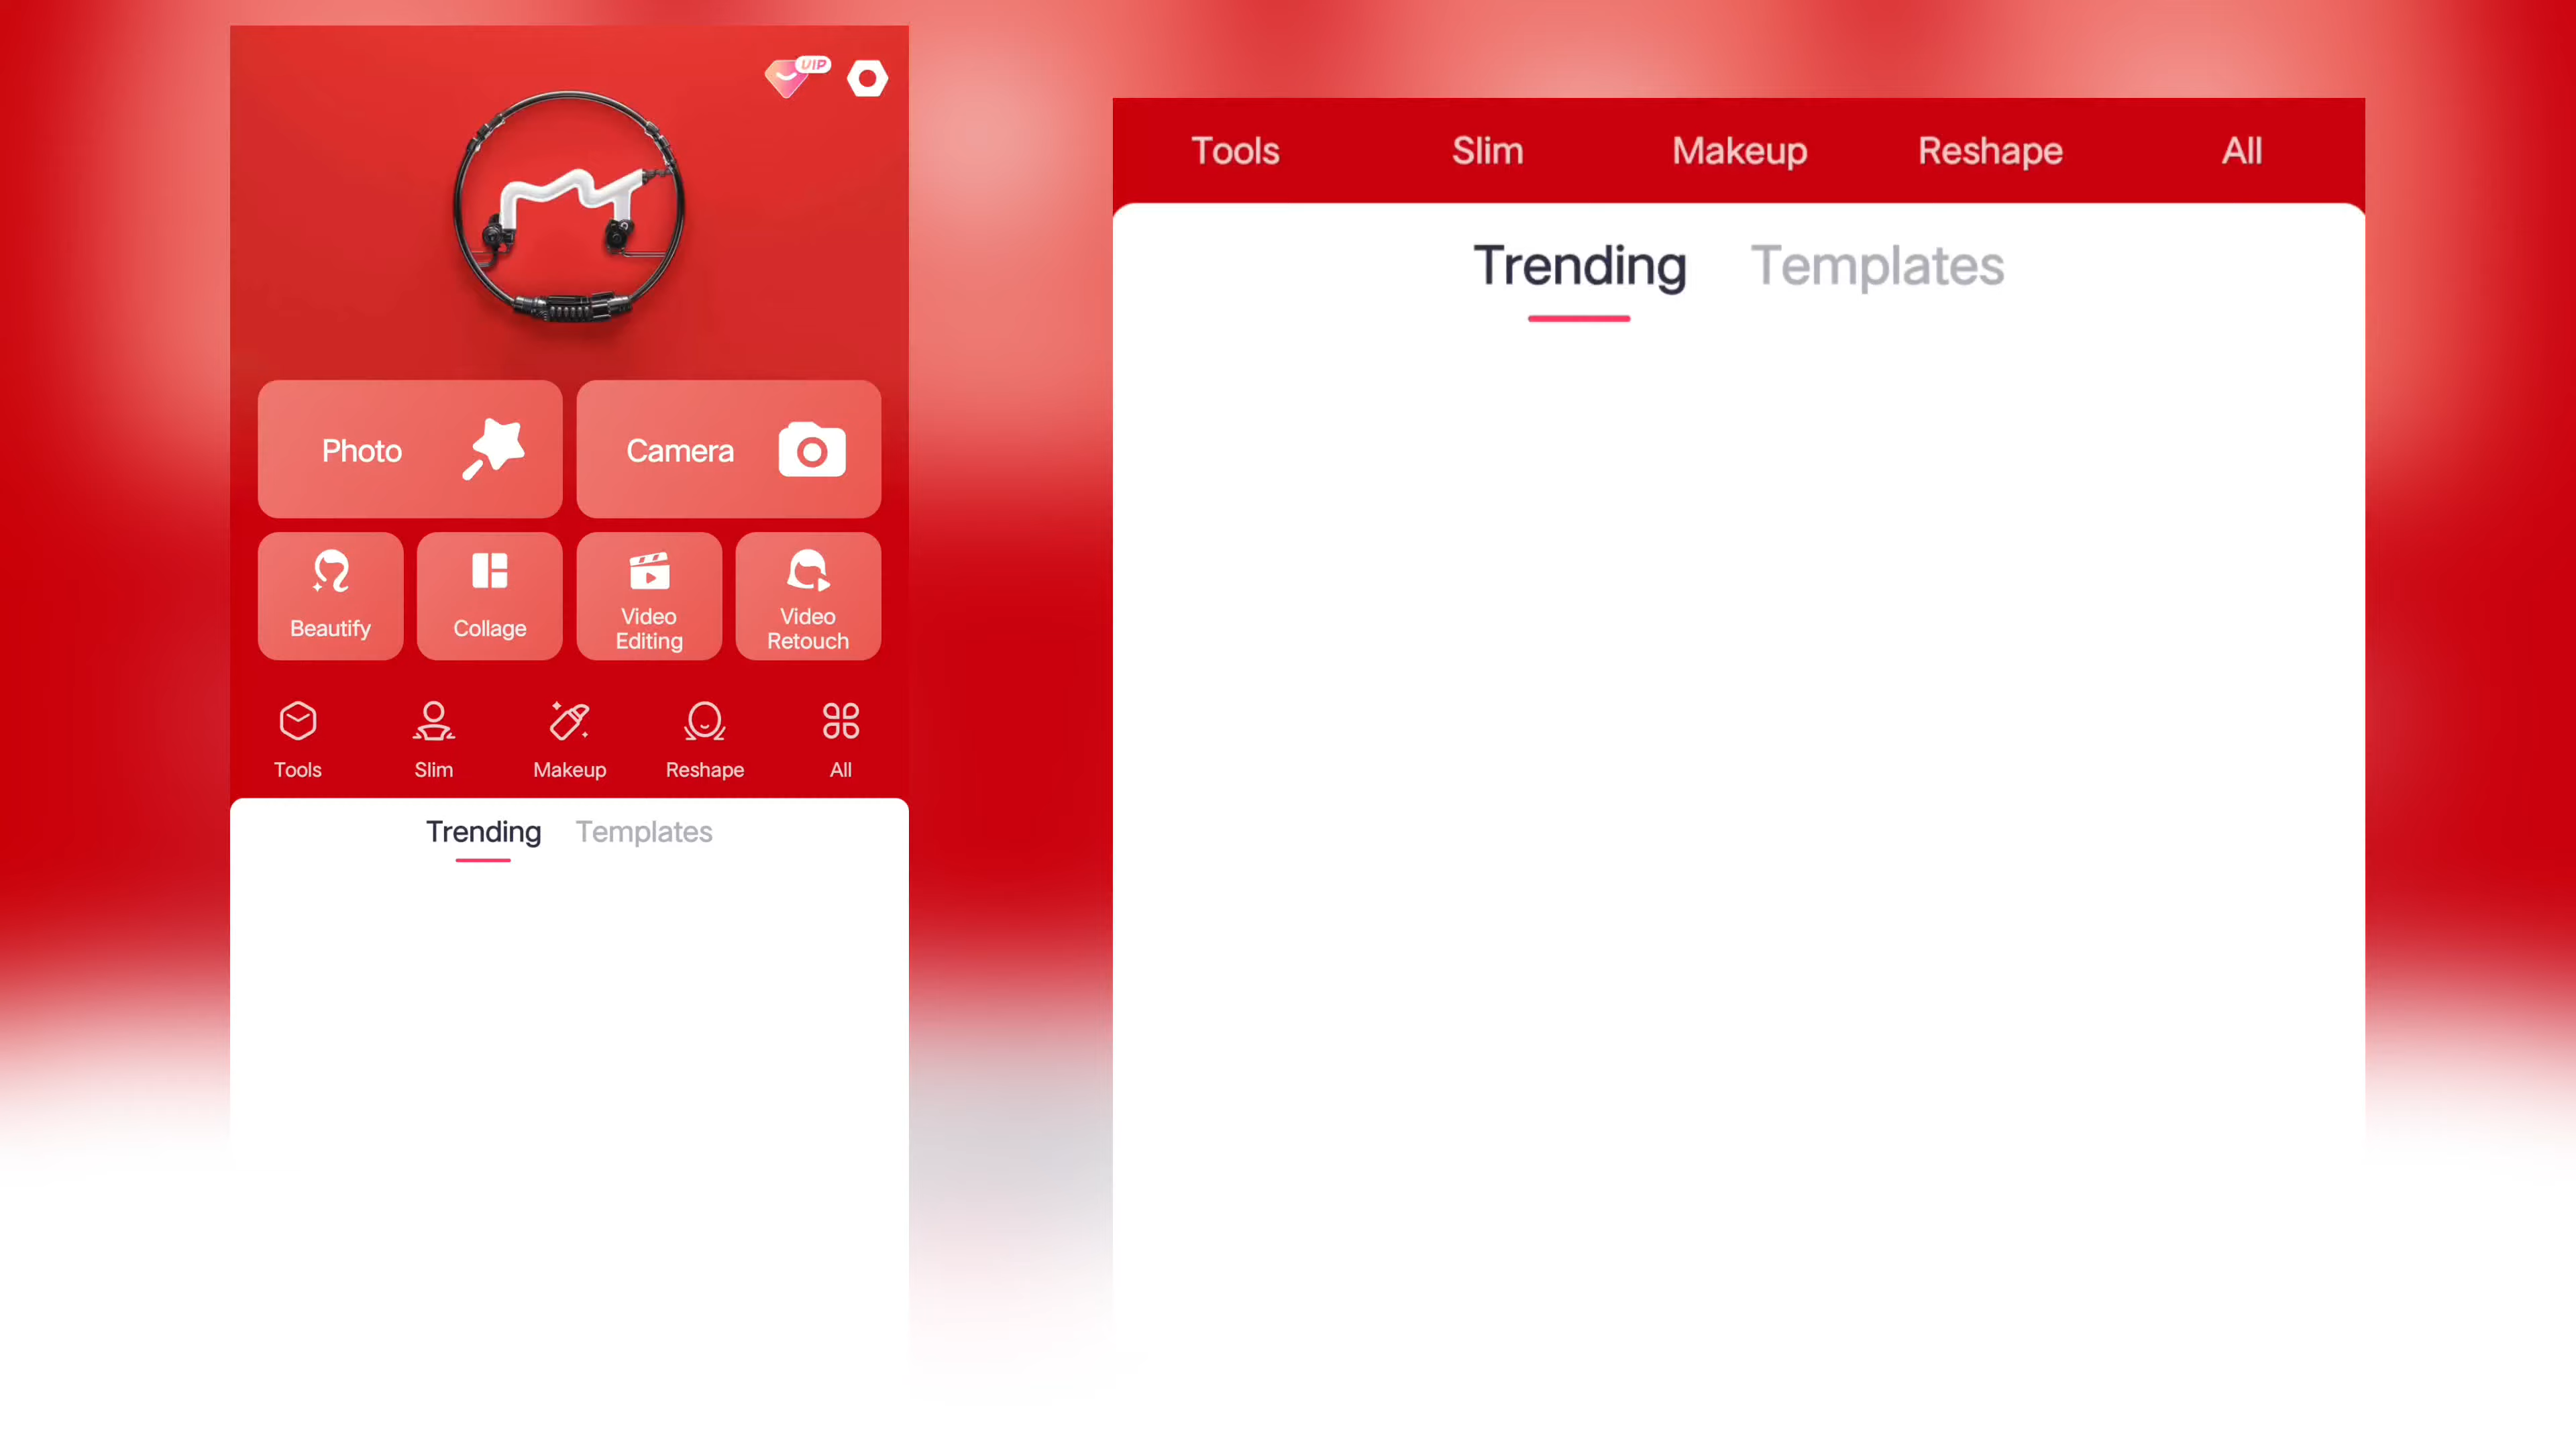 VIP
Photo
Camera
Beautify
Collage
Video
Editing
Video
Retouch
Tools
Slim
Makeup
Reshape
All
Trending
Templates
Tools
Slim
Makeup
Reshape
All
Trending
Templates